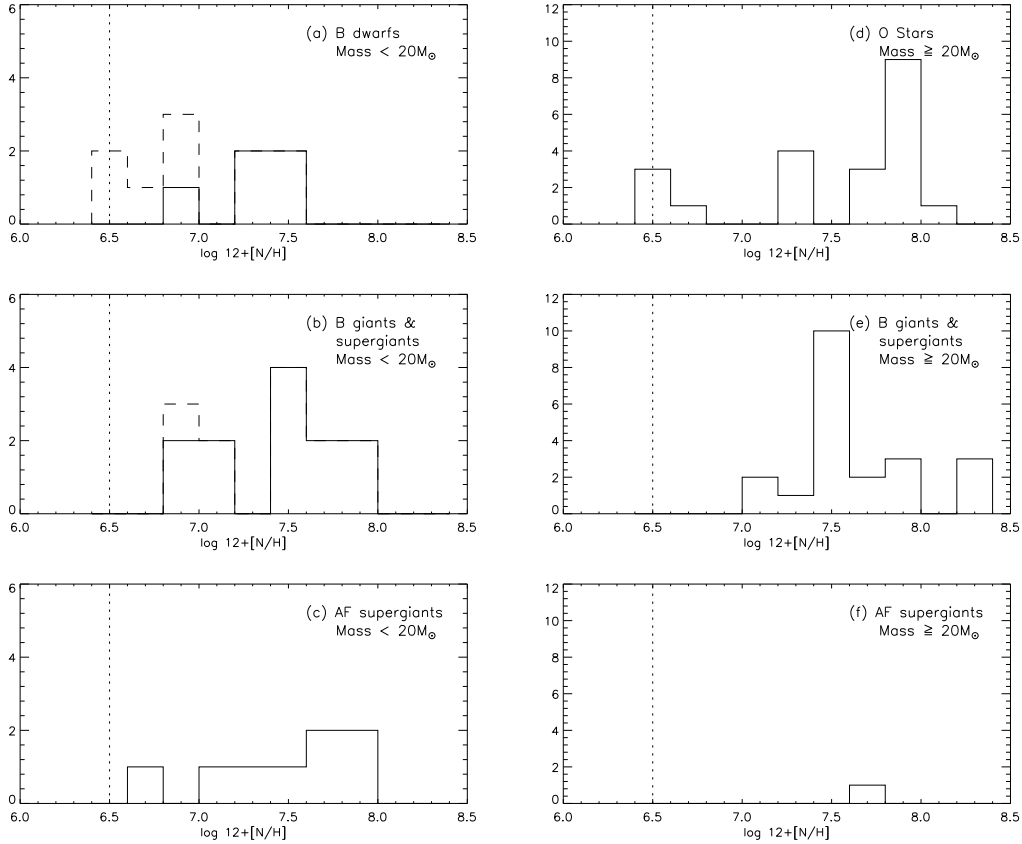 6
(a) B dwarfs
Mass < 20M☉
4
2
0
6.0 6.5 7.0 7.5 8.0 8.5
log 12+[N/H]
12
(d) O Stars
Mass ≧ 20M☉
10
8
6
4
2
0
6.0 6.5 7.0 7.5 8.0 8.5
log 12+[N/H]
6
(b) B giants &
supergiants
Mass < 20M☉
4
2
0
6.0 6.5 7.0 7.5 8.0 8.5
log 12+[N/H]
12
(e) B giants &
supergiants
Mass ≧ 20M☉
10
8
6
4
2
0
6.0 6.5 7.0 7.5 8.0 8.5
log 12+[N/H]
6
(c) AF supergiants
Mass < 20M☉
4
2
0
6.0 6.5 7.0 7.5 8.0 8.5
log 12+[N/H]
12
(f) AF supergiants
Mass ≧ 20M☉
10
8
6
4
2
0
6.0 6.5 7.0 7.5 8.0 8.5
log 12+[N/H]